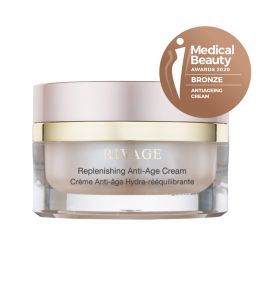 Medical
Beauty
AWARDS 2020
BRONZE
ANTIAGEING
CREAM
RIVAGE
Replenishing Anti-Age Cream
Crème Anti-âge Hydra-rééquilibrante